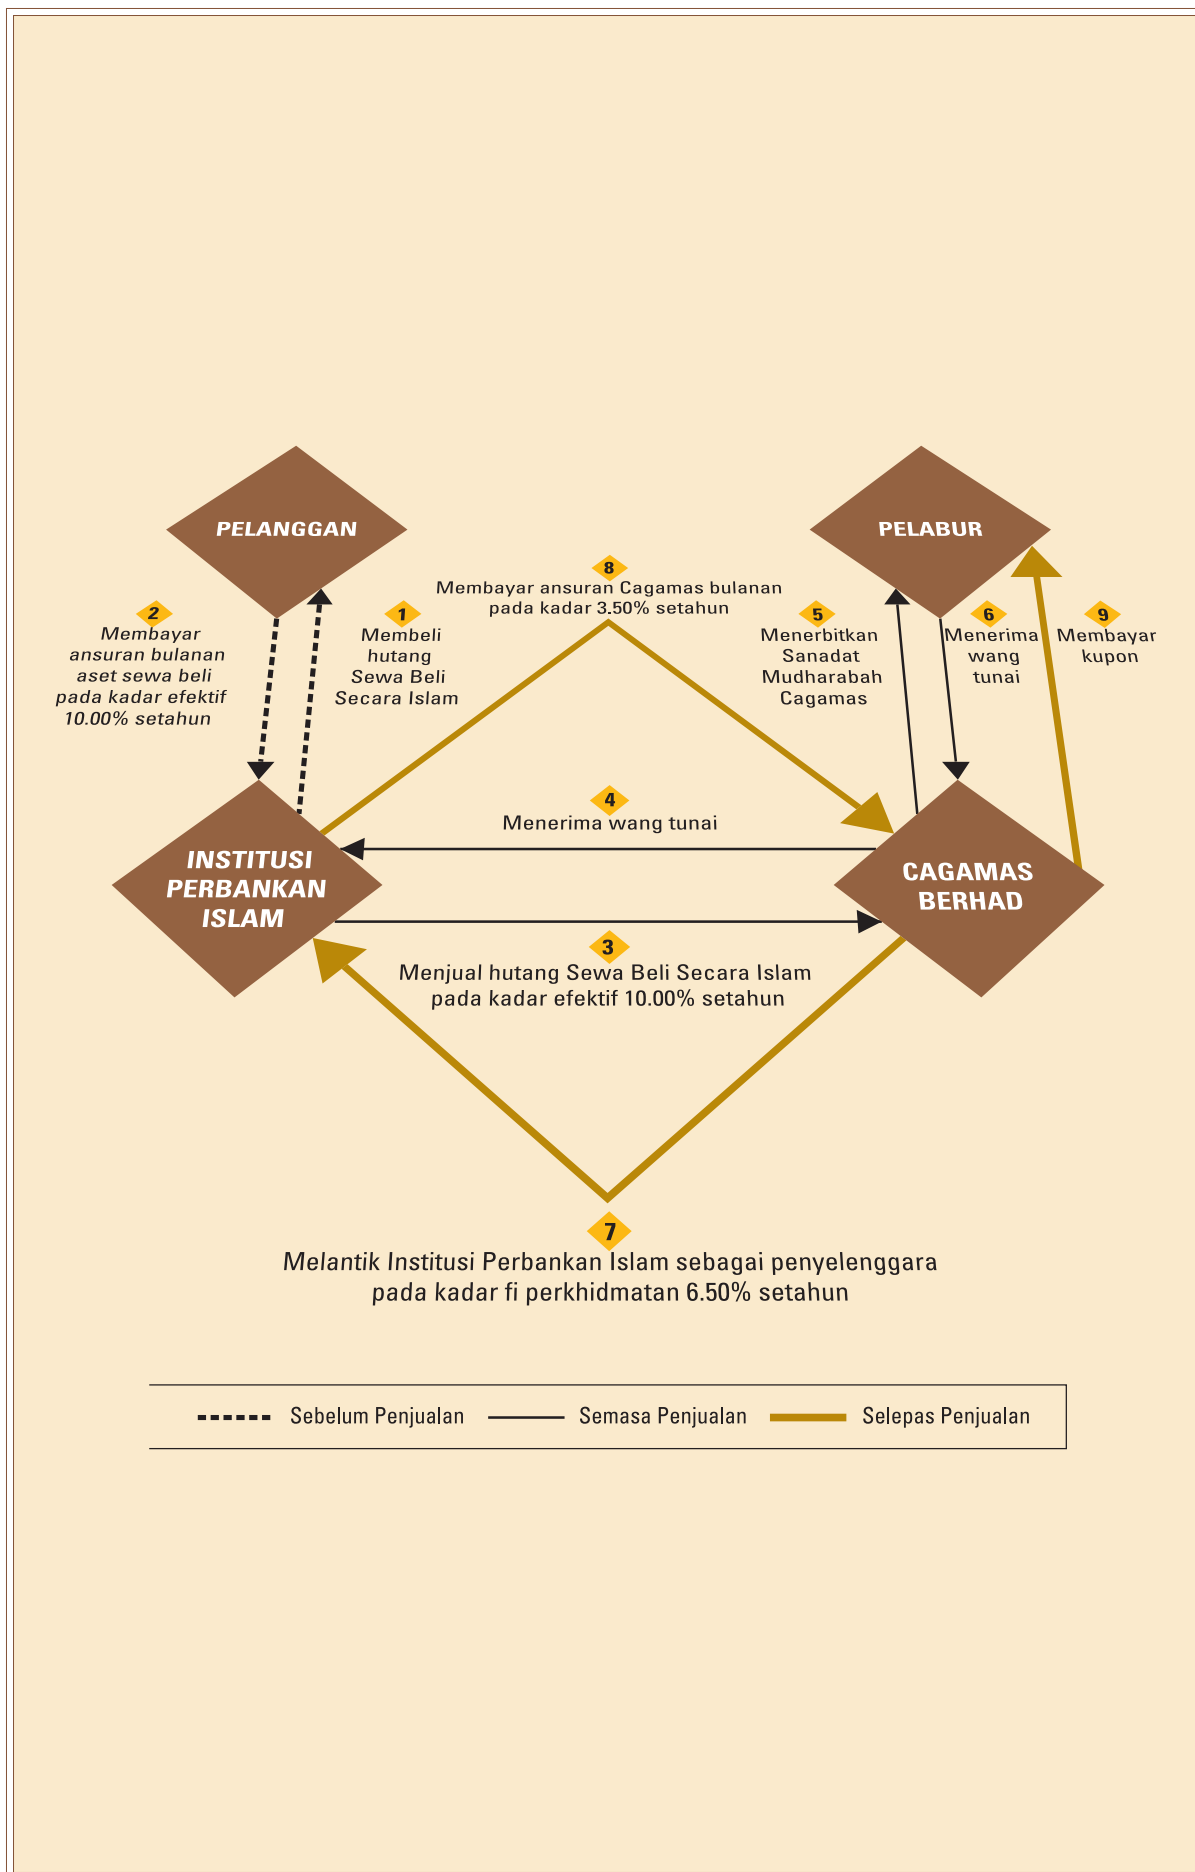 PELANGGAN
PELABUR
8
Membayar ansuran Cagamas bulanan
pada kadar 3.50% setahun
2
Membayar
ansuran bulanan
aset sewa beli
pada kadar efektif
10.00% setahun
1
Membeli
hutang
Sewa Beli
Secara Islam
5
Menerbitkan
Sanadat
Mudharabah
Cagamas
6
Menerima
wang
tunai
9
Membayar
kupon
4
Menerima wang tunai
INSTITUSI
PERBANKAN
ISLAM
CAGAMAS
BERHAD
3
Menjual hutang Sewa Beli Secara Islam
pada kadar efektif 10.00% setahun
7
Melantik Institusi Perbankan Islam sebagai penyelenggara
pada kadar fi perkhidmatan 6.50% setahun
Sebelum Penjualan
Semasa Penjualan
Selepas Penjualan